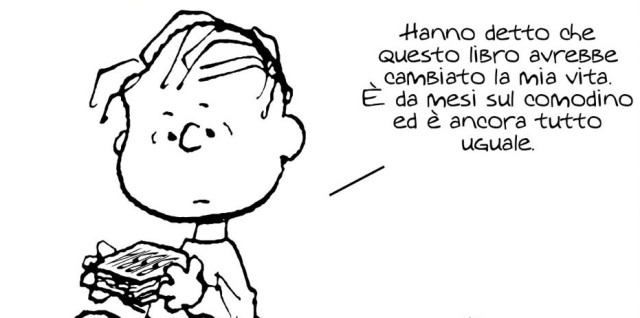 Hanno detto che
questo libro avrebbe
cambiato la mia vita.
È da mesi sul comodino
ed è ancora tutto
uguale.